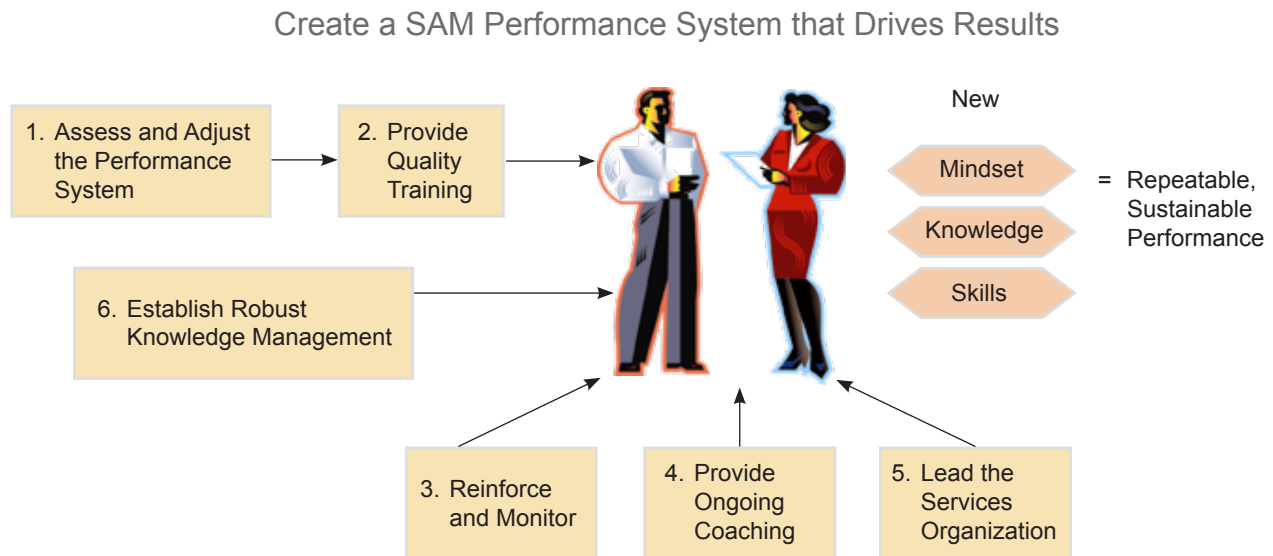 Create a SAM Performance System that Drives Results
1. Assess and Adjust
the Performance
System
2. Provide
Quality
Training
New
Mindset
Knowledge
Skills
= Repeatable,
Sustainable
Performance
6. Establish Robust
Knowledge Management
3. Reinforce
and Monitor
4. Provide
Ongoing
Coaching
5. Lead the
Services
Organization